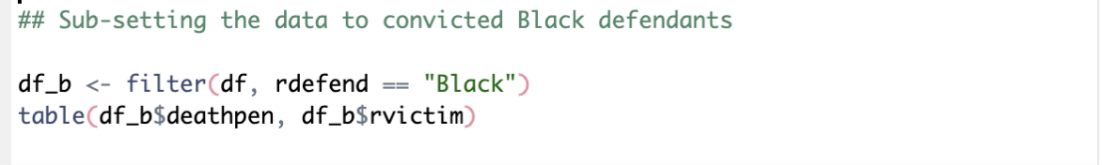 ## Sub-setting the data to convicted Black defendants
df_b <- filter(df, rdefend == "Black")
table(df_b$deathpen, df_b$rvictim)